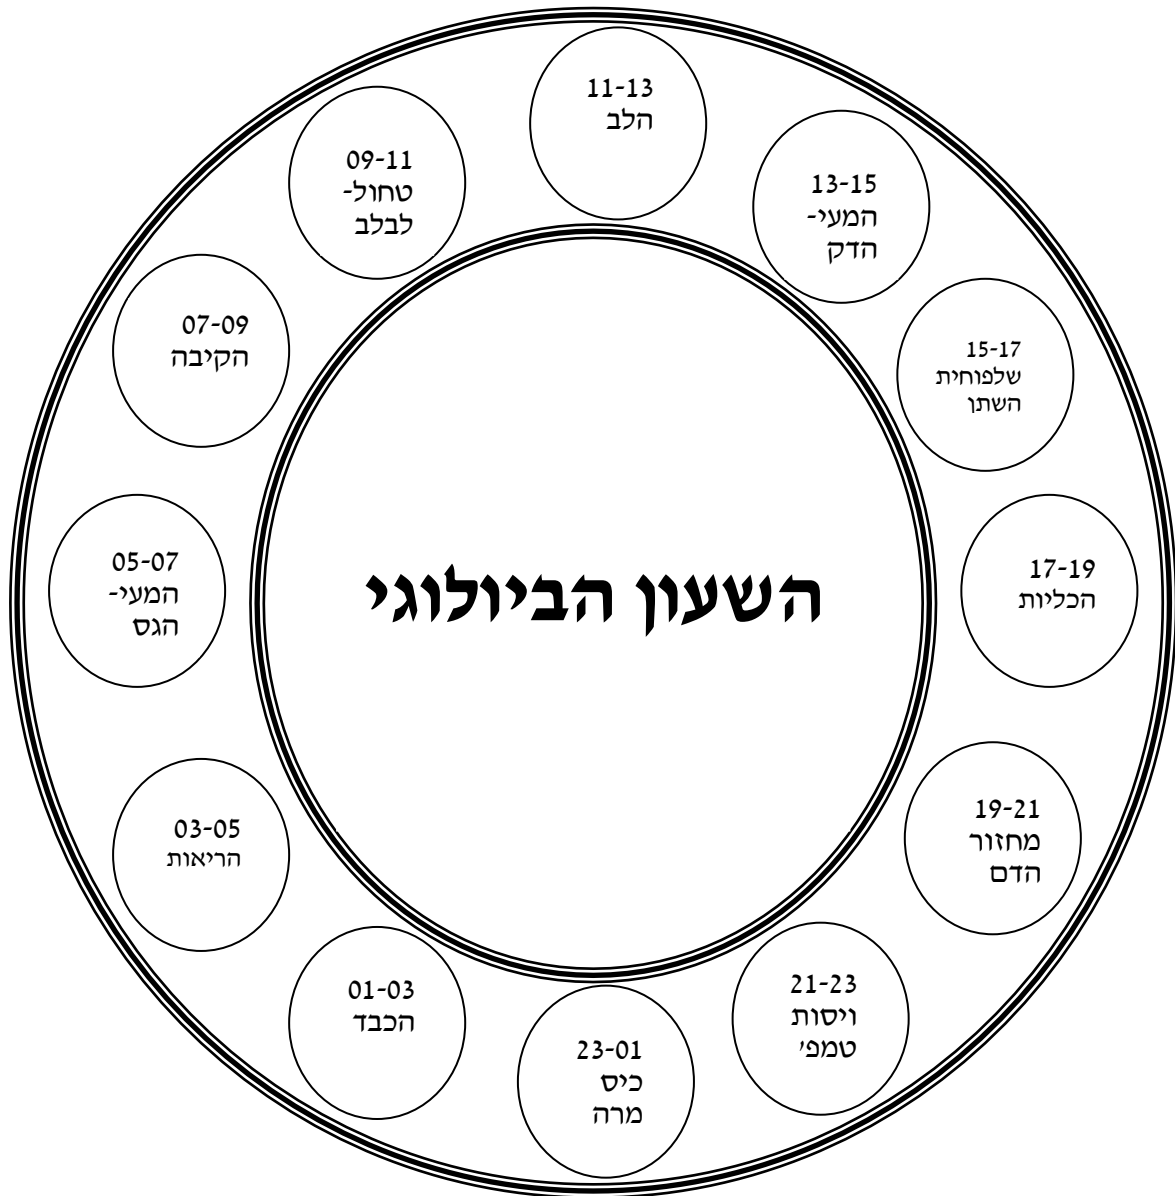 11-13
הלב
13-15
המעי-
הדק
15-17
שלפוחית
השתן
17-19
הכליות
19-21
מחזור
הדם
21-23
ויסות
טמפ'
23-01
כיס
מרה
01-03
הכבד
03-05
הריאות
05-07
המעי-
הגס
07-09
הקיבה
09-11
טחול-
לבלב
השעון הביולוגי